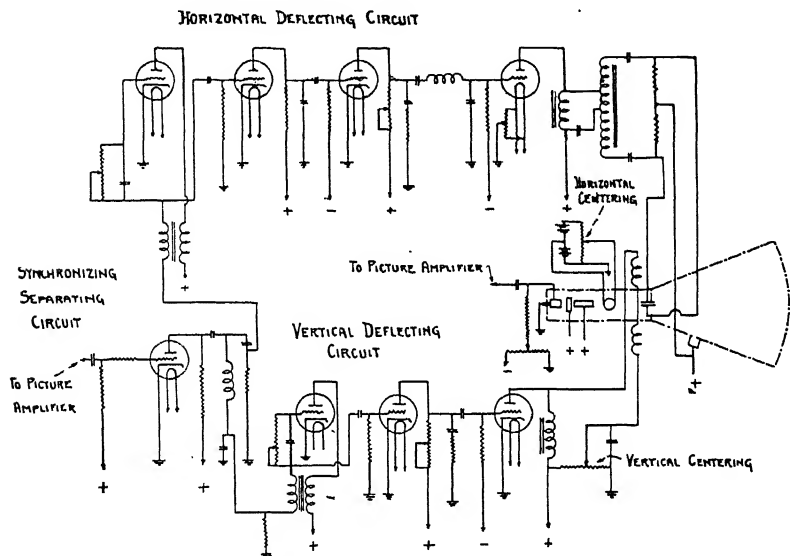 HORIZONTAL DEFLECTING CIRCUIT
+
-
+
-
+
HORIZONTAL
CENTERING
+
TO PICTURE AMPLIFIER
SYNCHRONIZING
SEPARATING
CIRCUIT
VERTICAL DEFLECTING
CIRCUIT
-
+ +
+
TO PICTURE
AMPLIFIER
VERTICAL CENTERING
+
+
-
+
+
-
+